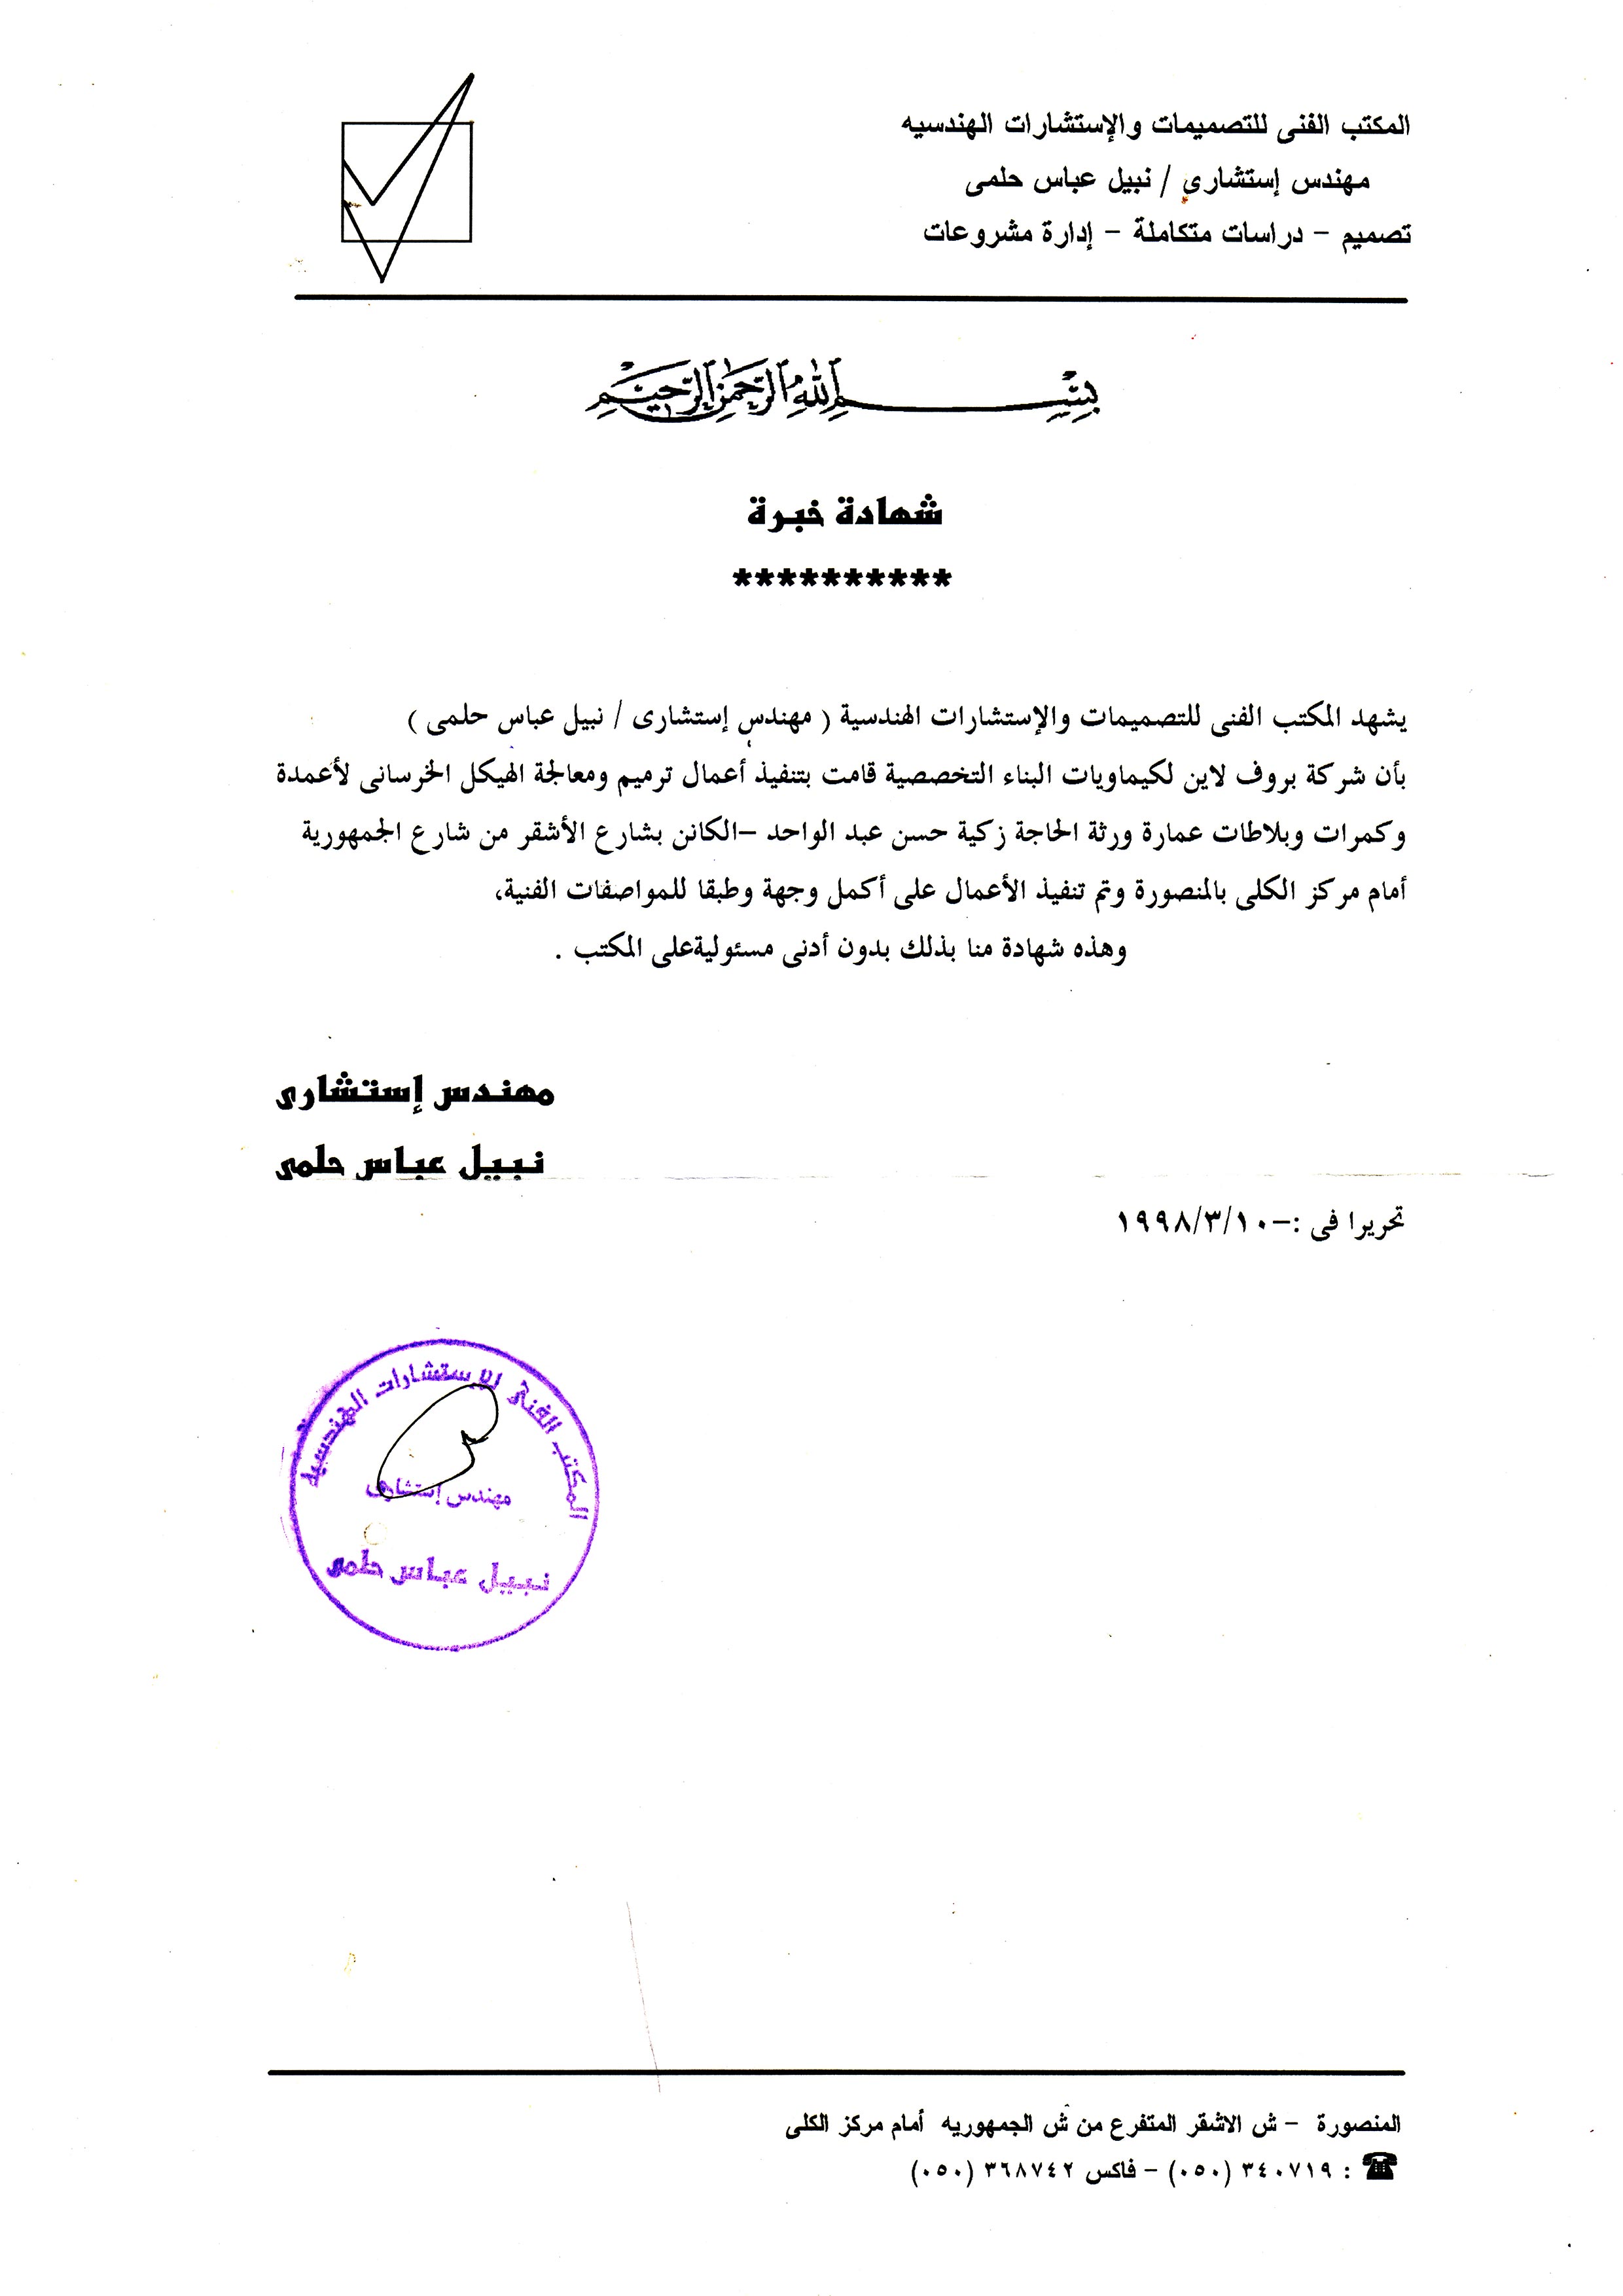 المكتب الفنى للتصميمات والإستشارات الهندسيه
مهندس إستشاري / نبيل عباس حلمى
تصميم - دراسات متكاملة - إدارة مشروعات
بسم الله الرحمن الرحيم
شهادة خبرة
**********
يشهد المكتب الفنى للتصميمات والإستشارات الهندسية ( مهندس إستشارى / نبيل عباس حلمى )
بأن شركة بروف لاين لكيماويات البناء التخصصية قامت بتنفيذ أعمال ترميم ومعالجة الهيكل الخرسانى لأعمدة
وكمرات وبلاطات عمارة ورثة الحاجة زكية حسن عبد الواحد -الكائن بشارع الأشقر من شارع الجمهورية
أمام مركز الكلى بالمنصورة وتم تنفيذ الأعمال على أكمل وجهة وطبقا للمواصفات الفنية،
وهذه شهادة منا بذلك بدون أدنى مسئوليةعلى المكتب .
مهندس إستشارى
نبيل عباس حلمى
تحريرا فى :-١٩٩٨/٣/١٠
المكتب الفنى للإستشارات الهندسيه
مهندس إستشارى
نبيل عباس حلمى
المنصورة - ش الاشقر المتفرع من ش الجمهوريه أمام مركز الكلى
☎ : ٣٤٠٧١٩ (٠٥٠) - فاكس ٣٦٨٧٤٢ (٠٥٠)